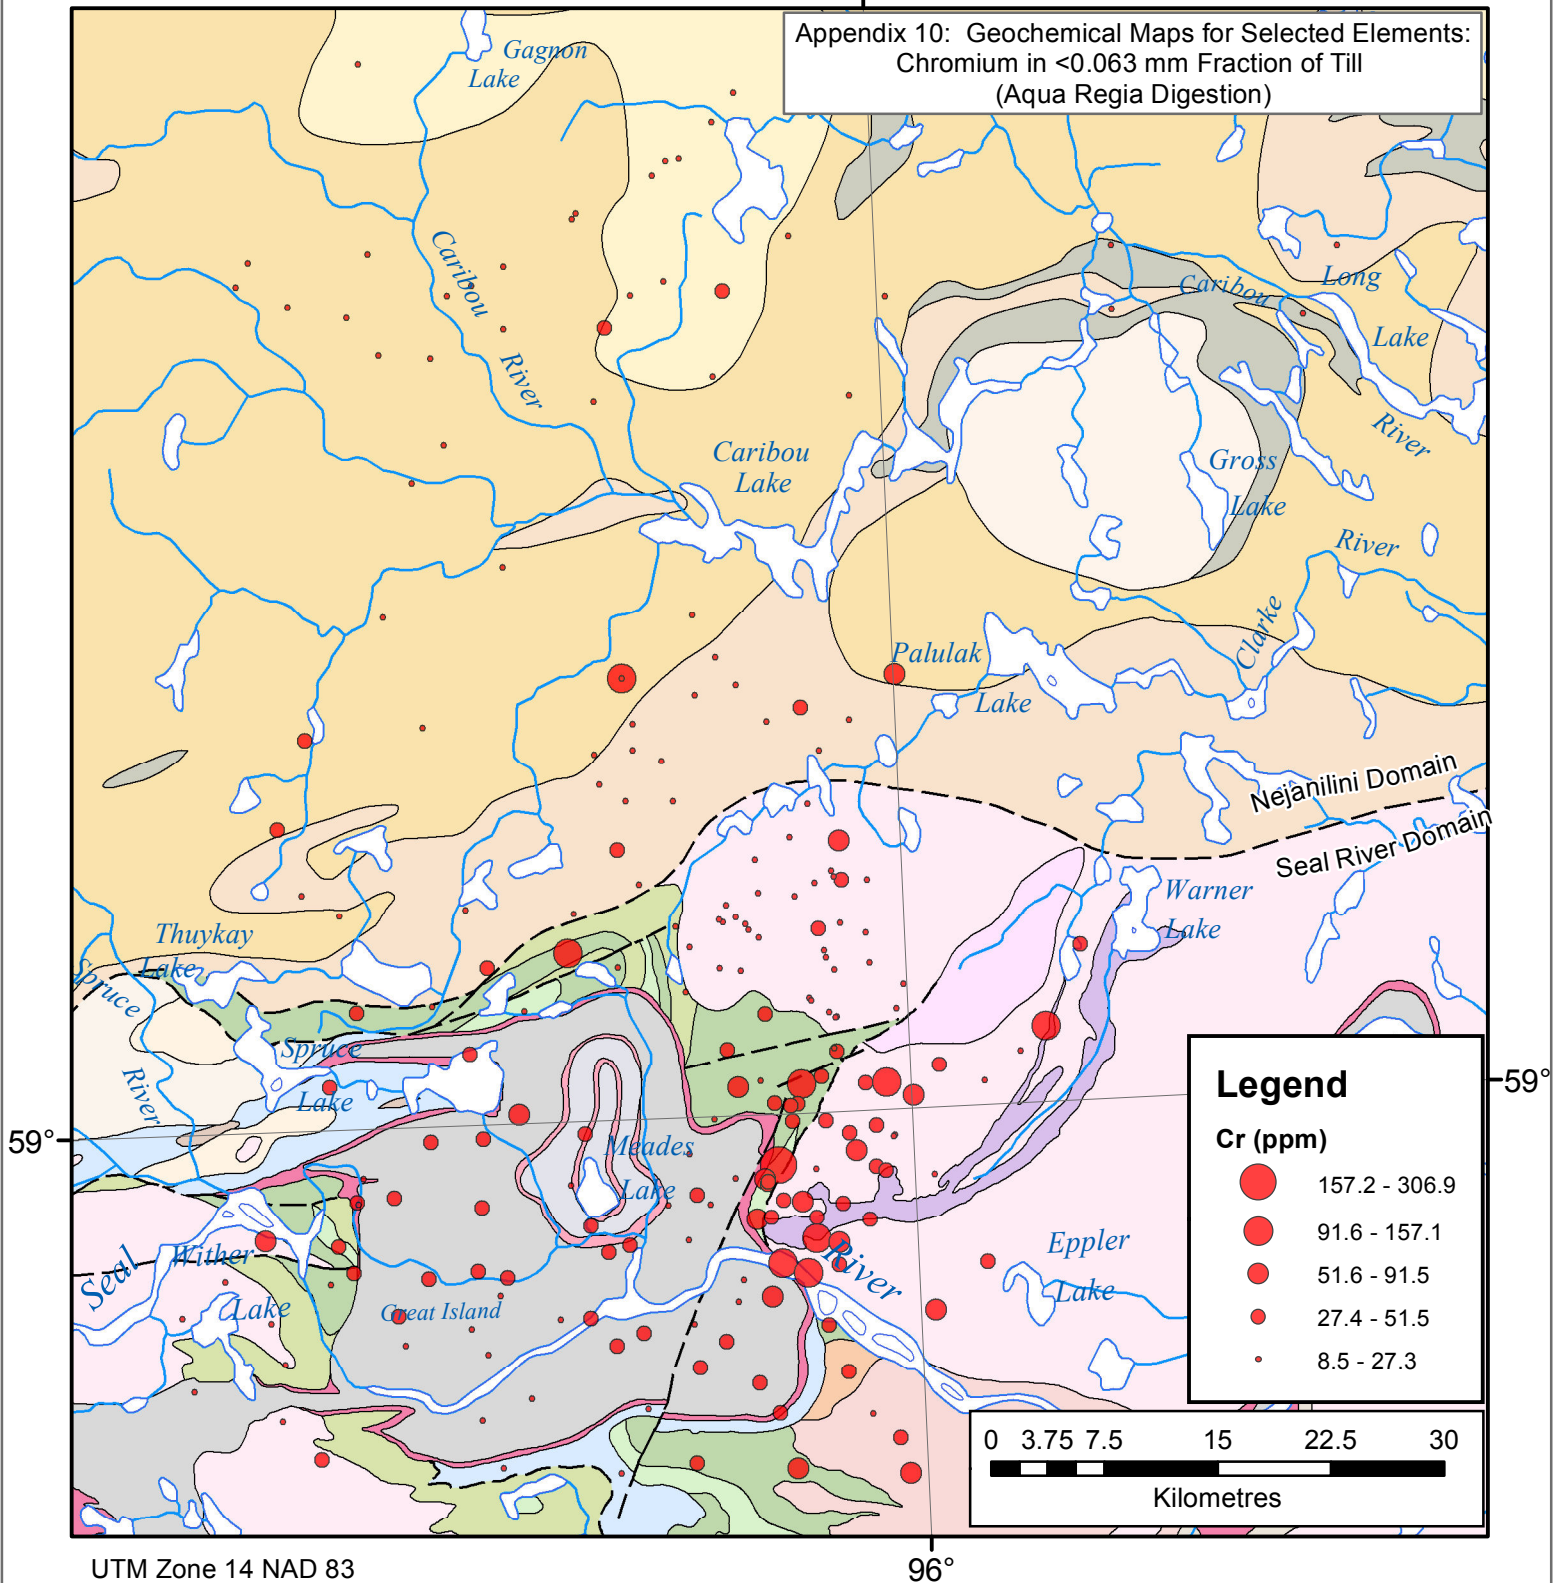 Appendix 10: Geochemical Maps for Selected Elements:
Chromium in <0.063 mm Fraction of Till
(Aqua Regia Digestion)
Gagnon
Lake
Caribou
River
Caribou
Long
Lake
River
Caribou
Lake
Gross
Lake
River
Clarke
Palulak
Lake
Nejanilini Domain
Seal River Domain
Warner
Lake
Thuykay
Lake
Spruce
River
Spruce
Lake
59°
59°
Meades
Lake
Seal
Wither
Lake
Great Island
River
Eppler
Lake
Legend
Cr (ppm)
157.2 - 306.9
91.6 - 157.1
51.6 - 91.5
27.4 - 51.5
8.5 - 27.3
0 3.75 7.5 15 22.5 30
Kilometres
UTM Zone 14 NAD 83
96°